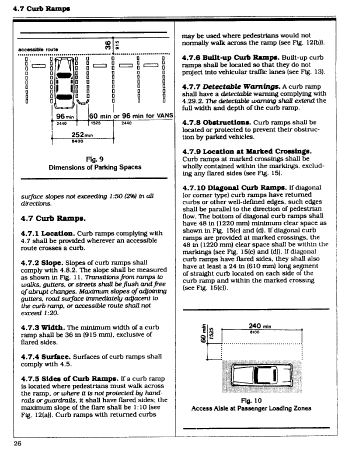 4.7 Curb Ramps
accessible route
36
915
96 min
2440
60 min or 96 min for VANS
1525 2440
252 min
6400
Fig. 9
Dimensions of Parking Spaces
surface slopes not exceeding 1:50 (2%) in all
directions.
4.7 Curb Ramps.
4.7.1 Location. Curb ramps complying with
4.7 shall be provided wherever an accessible
route crosses a curb.
4.7.2 Slope. Slopes of curb ramps shall
comply with 4.8.2. The slope shall be measured
as shown in Fig. 11. Transitions from ramps to
walks, gutters, or streets shall be flush and free
of abrupt changes. Maximum slopes of adjoining
gutters, road surface immediately adjacent to
the curb ramp, or accessible route shall not
exceed 1:20.
4.7.3 Width. The minimum width of a curb
ramp shall be 36 in (915 mm), exclusive of
flared sides.
4.7.4 Surface. Surfaces of curb ramps shall
comply with 4.5.
4.7.5 Sides of Curb Ramps. If a curb ramp
is located where pedestrians must walk across
the ramp, or where it is not protected by hand-
rails or guardrails, it shall have flared sides; the
maximum slope of the flare shall be 1:10 (see
Fig. 12(a)). Curb ramps with returned curbs
may be used where pedestrians would not
normally walk across the ramp (see Fig. 12(b)).
4.7.6 Built-up Curb Ramps. Built-up curb
ramps shall be located so that they do not
project into vehicular traffic lanes (see Fig. 13).
4.7.7 Detectable Warnings. A curb ramp
shall have a detectable warning complying with
4.29.2. The detectable warning shall extend the
full width and depth of the curb ramp.
4.7.8 Obstructions. Curb ramps shall be
located or protected to prevent their obstruc-
tion by parked vehicles.
4.7.9 Location at Marked Crossings.
Curb ramps at marked crossings shall be
wholly contained within the markings, exclud-
ing any flared sides (see Fig. 15).
4.7.10 Diagonal Curb Ramps. If diagonal
(or corner type) curb ramps have returned
curbs or other well-defined edges, such edges
shall be parallel to the direction of pedestrian
flow. The bottom of diagonal curb ramps shall
have 48 in (1220 mm) minimum clear space as
shown in Fig. 15(c) and (d). If diagonal curb
ramps are provided at marked crossings, the
48 in (1220 mm) clear space shall be within the
markings (see Fig. 15(c) and (d)). If diagonal
curb ramps have flared sides, they shall also
have at least a 24 in (610 mm) long segment
of straight curb located on each side of the
curb ramp and within the marked crossing
(see Fig. 15(c)).
60 min
1525
240 min
6100
Fig. 10
Access Aisle at Passenger Loading Zones
26